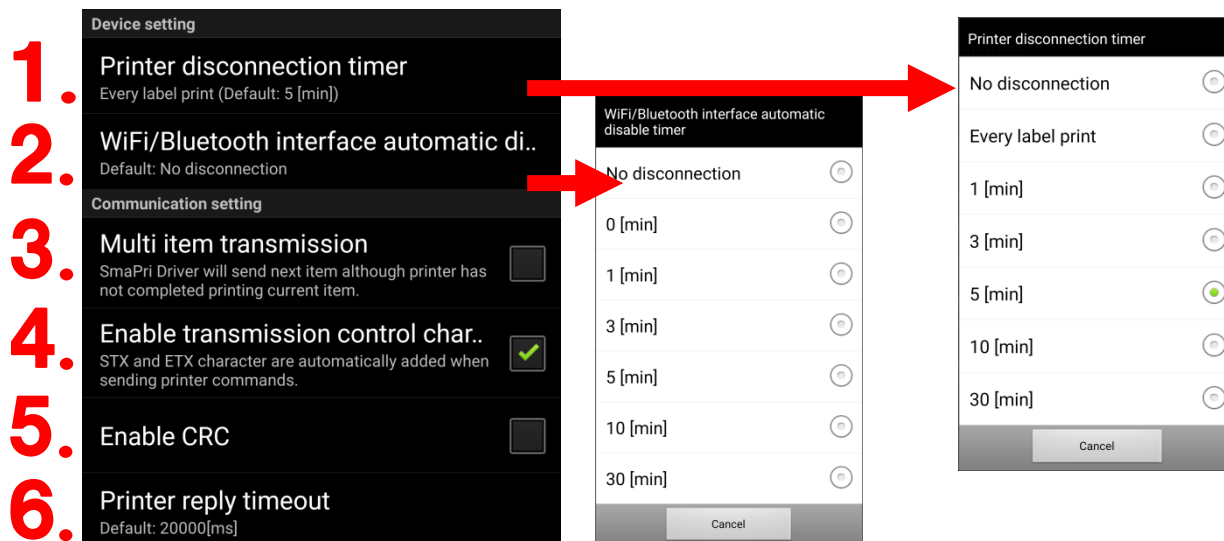 Device setting
1.
Printer disconnection timer
Every label print (Default: 5 [min])
2.
WiFi/Bluetooth interface automatic di..
Default: No disconnection
Communication setting
3.
Multi item transmission
SmaPri Driver will send next item although printer has
not completed printing current item.
4.
Enable transmission control char..
STX and ETX character are automatically added when
sending printer commands.
5.
Enable CRC
6.
Printer reply timeout
Default: 20000[ms]
WiFi/Bluetooth interface automatic
disable timer
No disconnection
0 [min]
1 [min]
3 [min]
5 [min]
10 [min]
30 [min]
Cancel
Printer disconnection timer
No disconnection
Every label print
1 [min]
3 [min]
5 [min]
10 [min]
30 [min]
Cancel